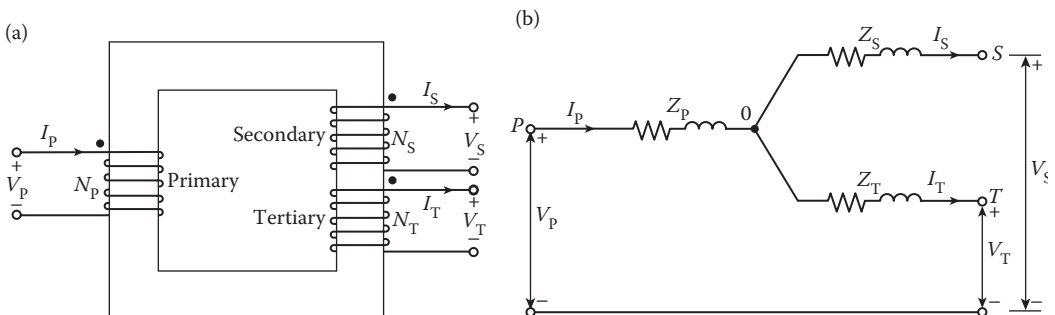 (a)
I_P
+
V_P
−
N_P
Primary
Secondary
Tertiary
I_S
+
N_S
V_S
−
I_T
+
N_T
V_T
−
(b)
P
I_P
+
Z_P
0
Z_S
I_S
S
+
Z_T
I_T
T
+
V_P
V_T
V_S
−
−
−